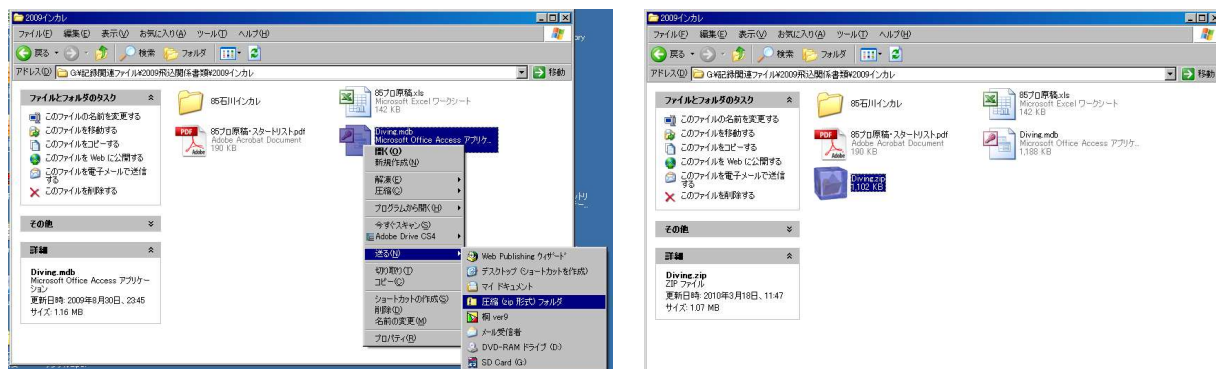 2009インカレ
ファイル(F) 編集(E) 表示(V) お気に入り(A) ツール(T) ヘルプ(H)
戻る 検索 フォルダ
アドレス(D) G:¥記録関連ファイル¥2009飛込関係書類¥2009インカレ 移動
ファイルとフォルダのタスク
このファイルの名前を変更する
このファイルを移動する
このファイルをコピーする
このファイルを Web に公開する
このファイルを電子メールで送信する
このファイルを削除する
その他
詳細
Diving.mdb
Microsoft Office Access アプリケーション
更新日時: 2009年8月30日、23:45
サイズ: 1.16 MB
85石川インカレ
85プロ原稿.xls
Microsoft Excel ワークシート
142 KB
85プロ原稿・スタートリスト.pdf
Adobe Acrobat Document
190 KB
Diving.mdb
Microsoft Office Access アプリケ...
開く(O)
新規作成(N)
解凍(E)
圧縮(C)
プログラムから開く(H)
今すぐスキャン(S)
Adobe Drive CS4
送る(N)
切り取り(T)
コピー(C)
ショートカットの作成(S)
削除(D)
名前の変更(M)
プロパティ(R)
Web Publishing ウィザード
デスクトップ (ショートカットを作成)
マイ ドキュメント
圧縮 (zip 形式) フォルダ
桐 ver9
メール受信者
DVD-RAM ドライブ (D:)
SD Card (G:)
2009インカレ
ファイル(F) 編集(E) 表示(V) お気に入り(A) ツール(T) ヘルプ(H)
戻る 検索 フォルダ
アドレス(D) G:¥記録関連ファイル¥2009飛込関係書類¥2009インカレ 移動
ファイルとフォルダのタスク
このファイルの名前を変更する
このファイルを移動する
このファイルをコピーする
このファイルを Web に公開する
このファイルを電子メールで送信
する
このファイルを削除する
その他
詳細
Diving.zip
ZIP ファイル
更新日時: 2010年3月18日、11:47
サイズ: 1.07 MB
85石川インカレ
85プロ原稿.xls
Microsoft Excel ワークシート
142 KB
85プロ原稿・スタートリスト.pdf
Adobe Acrobat Document
190 KB
Diving.mdb
Microsoft Office Access アプリケ...
1,188 KB
Diving.zip
1,102 KB